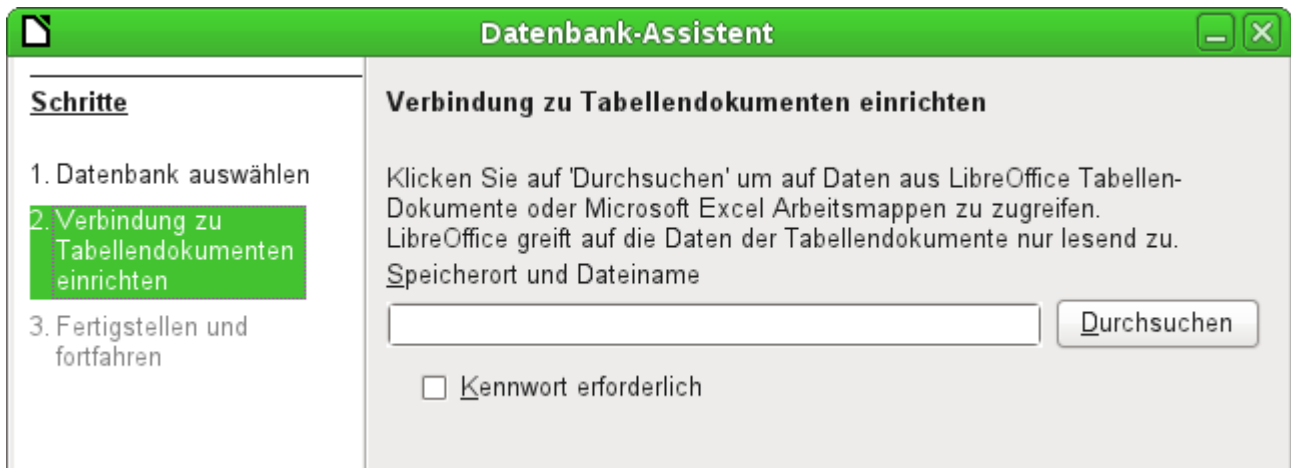 Datenbank-Assistent
Schritte
1. Datenbank auswählen
2. Verbindung zu
Tabellendokumenten
einrichten
3. Fertigstellen und
fortfahren
Verbindung zu Tabellendokumenten einrichten
Klicken Sie auf 'Durchsuchen' um auf Daten aus LibreOffice Tabellen-
Dokumente oder Microsoft Excel Arbeitsmappen zu zugreifen.
LibreOffice greift auf die Daten der Tabellendokumente nur lesend zu.
Speicherort und Dateiname
Durchsuchen
Kennwort erforderlich